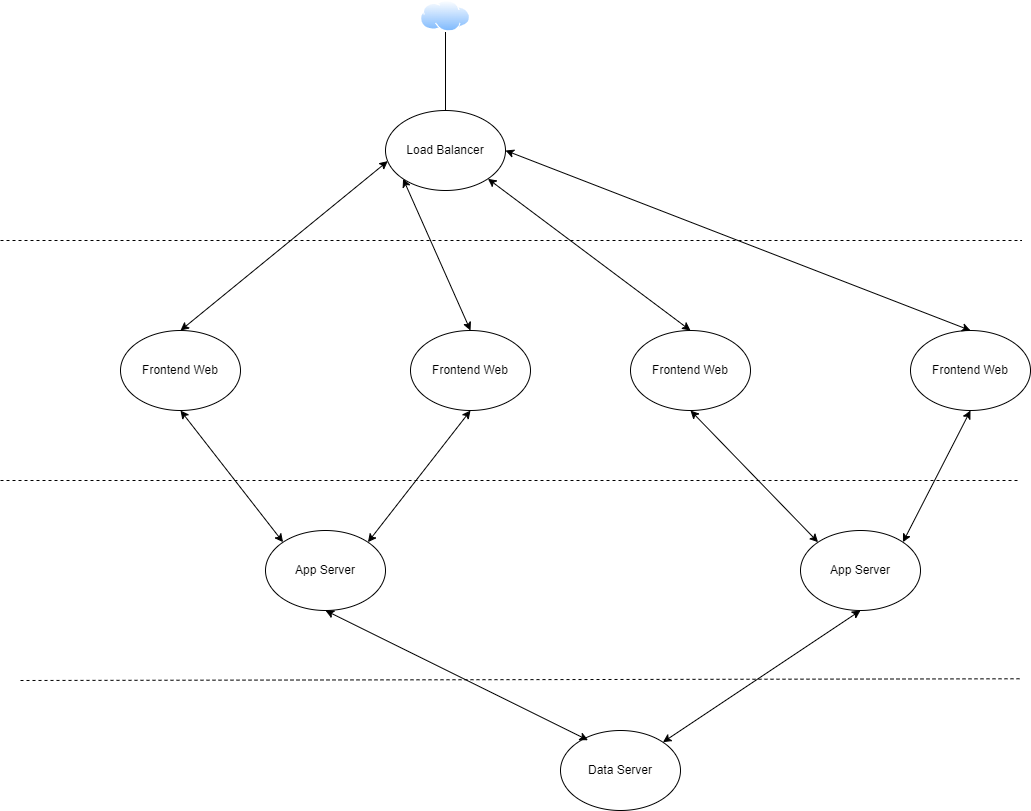 Load Balancer
Frontend Web
Frontend Web
Frontend Web
Frontend Web
App Server
App Server
Data Server